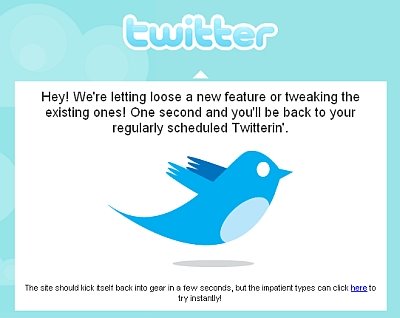 twitter
Hey! We're letting loose a new feature or tweaking the
existing ones! One second and you'll be back to your
regularly scheduled Twitterin'.
The site should kick itself back into gear in a few seconds, but the impatient types can click here to
try instantly!